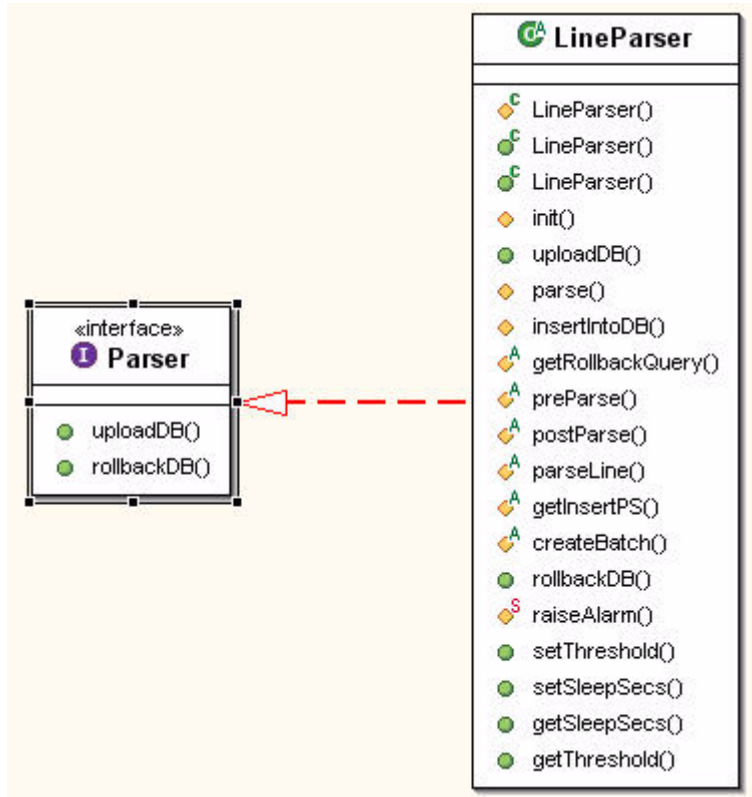 «interface»
I Parser
uploadDB()
rollbackDB()
C A LineParser
C LineParser()
C LineParser()
C LineParser()
init()
uploadDB()
parse()
insertIntoDB()
A getRollbackQuery()
A preParse()
A postParse()
A parseLine()
A getInsertPS()
A createBatch()
rollbackDB()
S raiseAlarm()
setThreshold()
setSleepSecs()
getSleepSecs()
getThreshold()